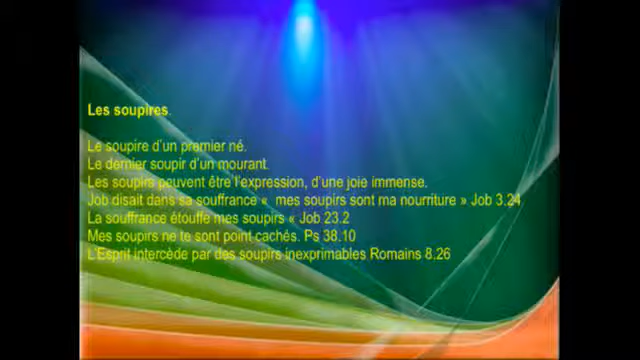 Les soupires.
Le soupire d'un premier né.
Le dernier soupir d'un mourant.
Les soupirs peuvent être l'expression, d'une joie immense.
Job disait dans sa souffrance «  mes soupirs sont ma nourriture » Job 3.24
La souffrance étouffe mes soupirs « Job 23.2
Mes soupirs ne te sont point cachés. Ps 38.10
L'Esprit intercède par des soupirs inexprimables Romains 8.26